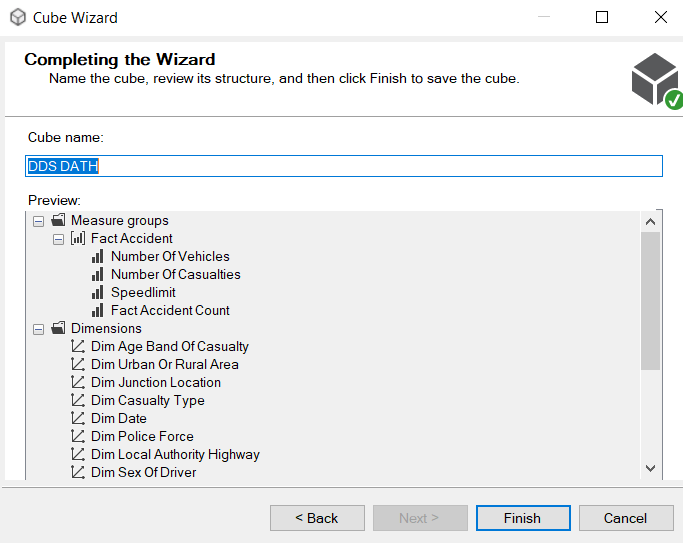 Cube Wizard
Completing the Wizard
Name the cube, review its structure, and then click Finish to save the cube.
Cube name:
DDS DATH
Preview:
Measure groups
Fact Accident
Number Of Vehicles
Number Of Casualties
Speedlimit
Fact Accident Count
Dimensions
Dim Age Band Of Casualty
Dim Urban Or Rural Area
Dim Junction Location
Dim Casualty Type
Dim Date
Dim Police Force
Dim Local Authority Highway
Dim Sex Of Driver
< Back Next > Finish Cancel